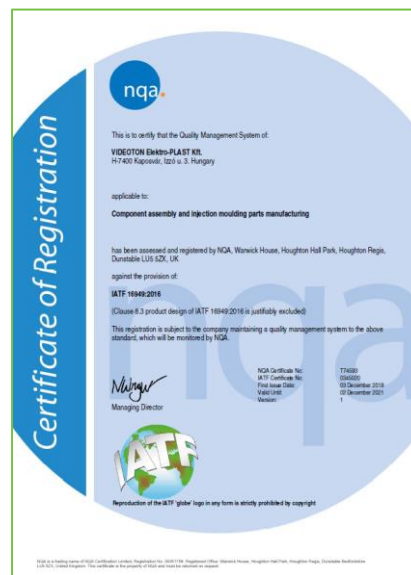 Certificate of Registration
nqa.
This is to certify that the Quality Management System of:
VIDEOTON Elektro-PLAST Kft.
H-7400 Kaposvár, Izzó u. 3. Hungary
applicable to:
Component assembly and injection moulding parts manufacturing
has been assessed and registered by NQA, Warwick House, Houghton Hall Park, Houghton Regis,
Dunstable LU5 5ZX, UK
against the provision of:
IATF 16949:2016
(Clause 8.3 product design of IATF 16949:2016 is justifiably excluded)
This registration is subject to the company maintaining a quality management system to the above
standard, which will be monitored by NQA.
nqa
NQA Certificate No:
IATF Certificate No:
First Issue Date: 03 December 2018
Valid Until: 02 December 2021
Version: 1
Managing Director
IATF
Reproduction of the IATF 'globe' logo in any form is strictly prohibited by copyright